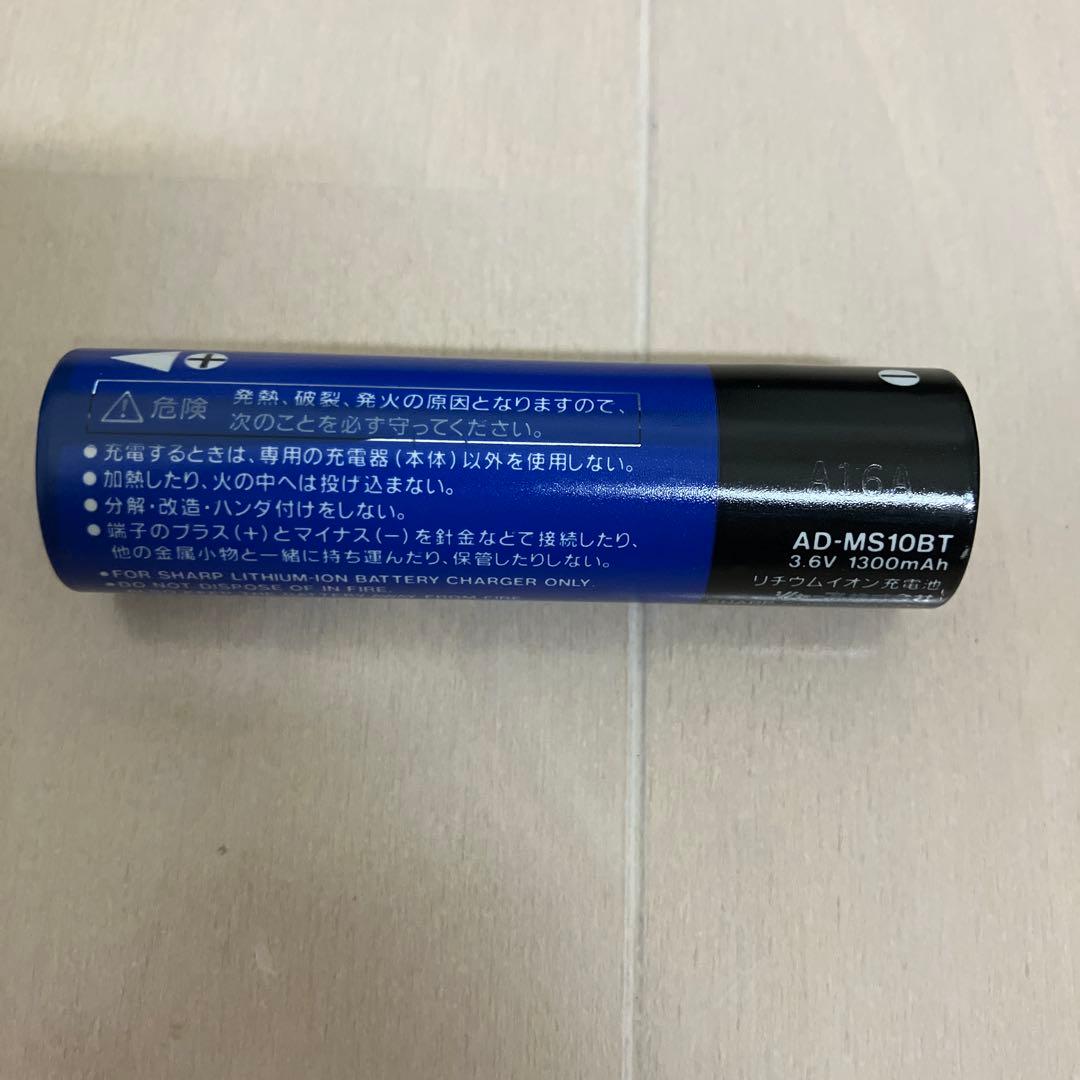 ⚠危険 発熱、破裂、発火の原因となりますので、
次のことを必ず守ってください。
●充電するときは、専用の充電器(本体)以外を使用しない。
●加熱したり、火の中へは投げ込まない。
●分解・改造・ハンダ付けをしない。
●端子のプラス(+)とマイナス(−)を針金などで接続したり、
他の金属小物と一緒に持ち運んだり、保管したりしない。
●FOR SHARP LITHIUM-ION BATTERY CHARGER ONLY.
●DO NOT DISPOSE OF IN FIRE.
A16A
AD-MS10BT
3.6V 1300mAh
リチウムイオン充電池